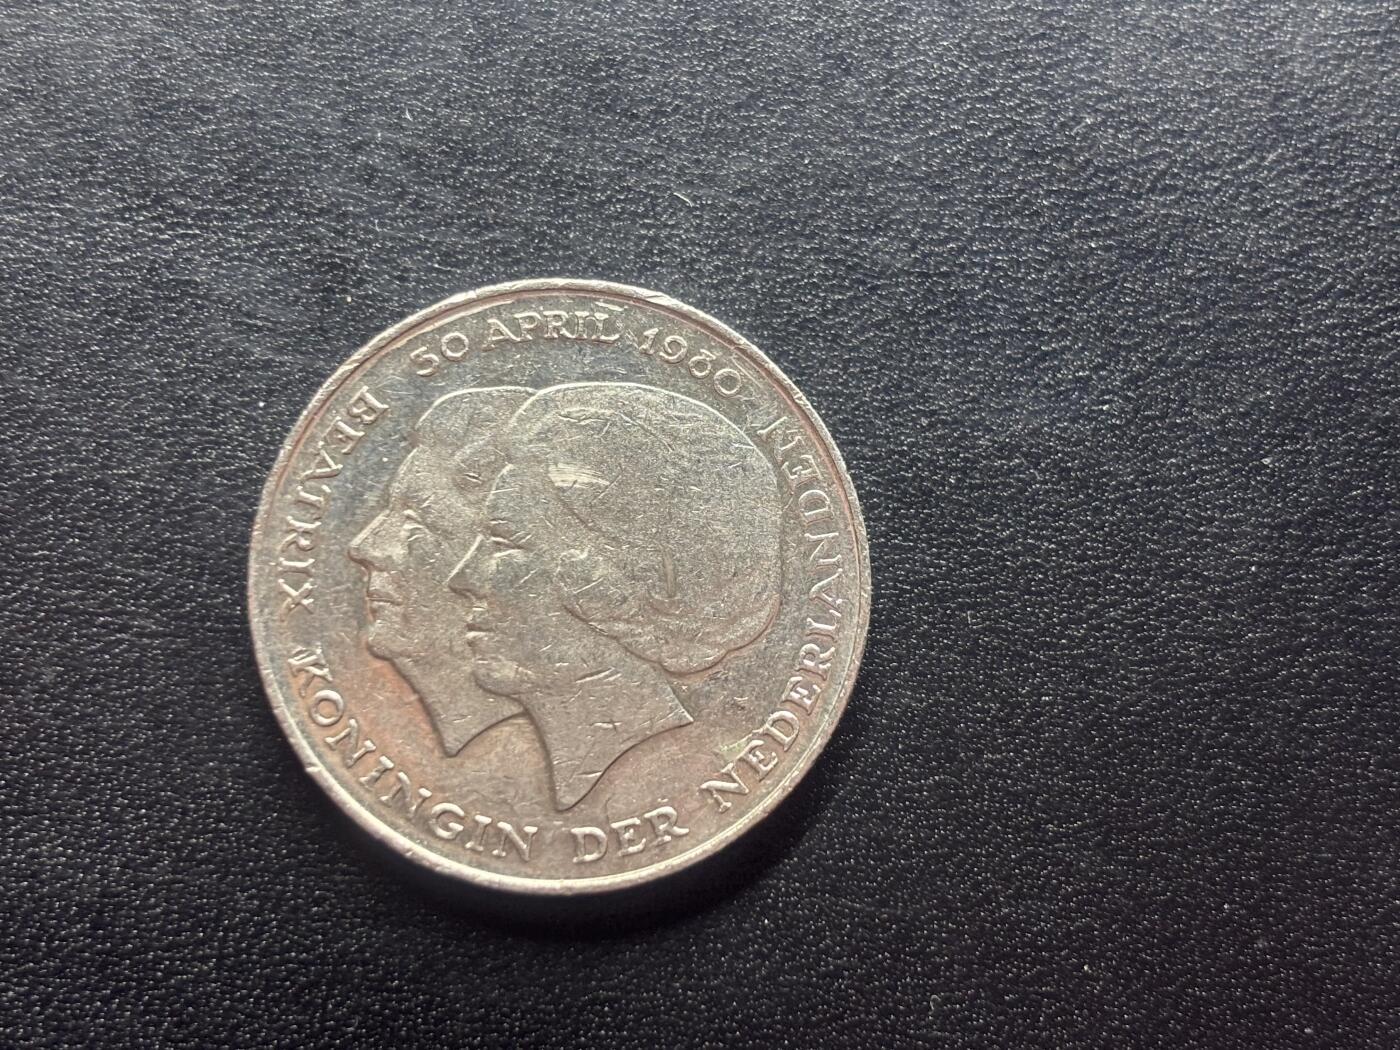 BEATRIX KONINGIN DER NEDERLANDEN
30 APRIL 1980